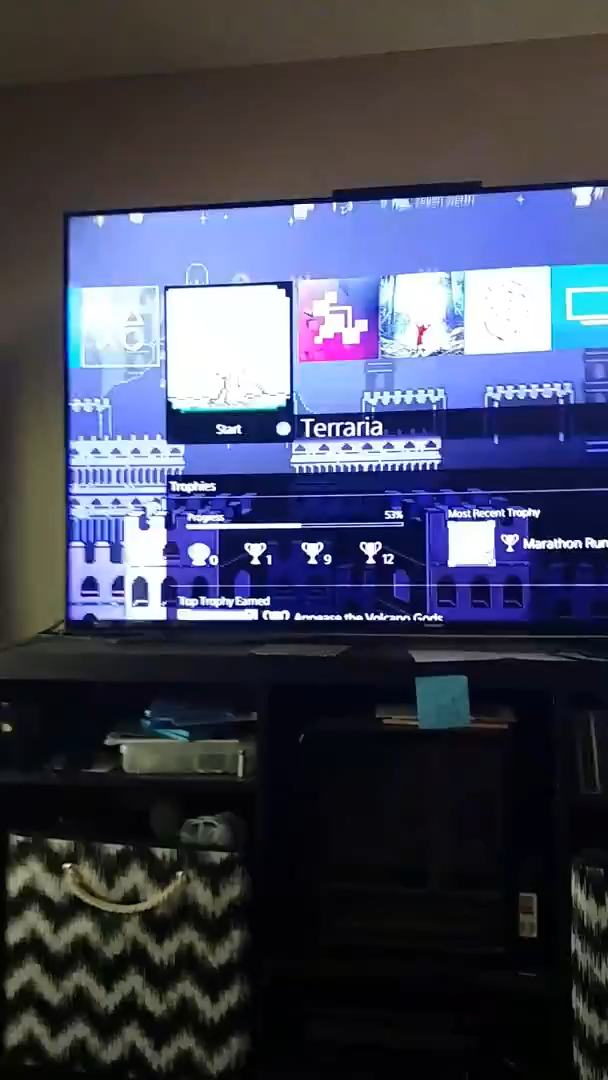 Start
Terraria
Trophies
Progress
53%
0
1
9
12
Most Recent Trophy
Marathon Run
Top Trophy Earned
Appease the Volcano Gods